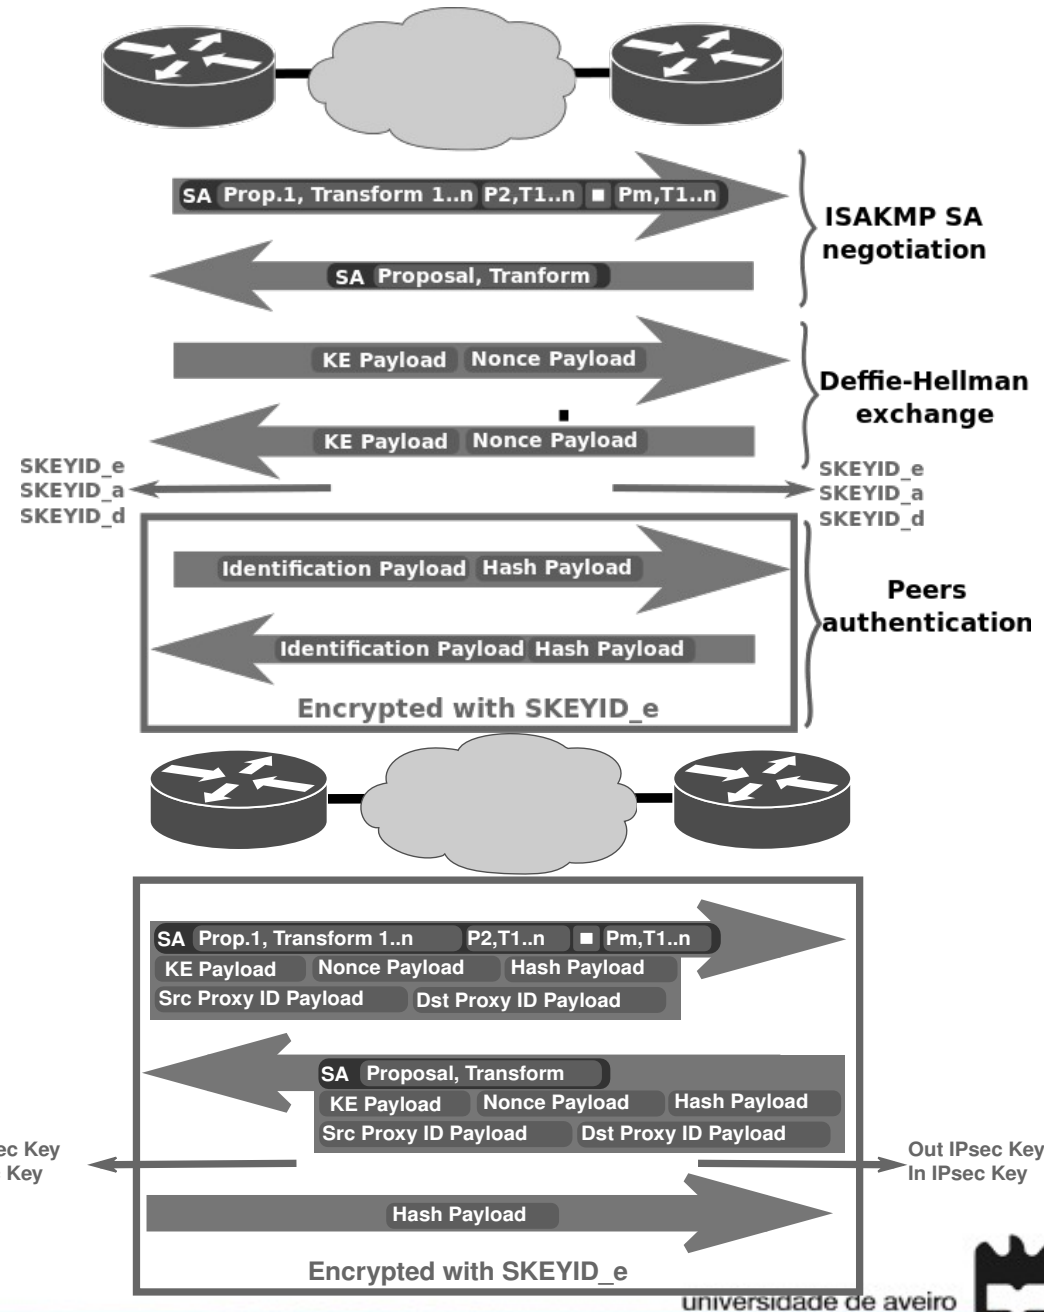 SA Prop.1, Transform 1..n P2,T1..n Pm,T1..n
ISAKMP SA
negotiation
SA Proposal, Tranform
KE Payload Nonce Payload
Deffie-Hellman
exchange
KE Payload Nonce Payload
SKEYID_e
SKEYID_a
SKEYID_d
SKEYID_e
SKEYID_a
SKEYID_d
Identification Payload Hash Payload
Peers
authentication
Identification Payload Hash Payload
Encrypted with SKEYID_e
SA Prop.1, Transform 1..n P2,T1..n Pm,T1..n
KE Payload Nonce Payload Hash Payload
Src Proxy ID Payload Dst Proxy ID Payload
SA Proposal, Transform
KE Payload Nonce Payload Hash Payload
Src Proxy ID Payload Dst Proxy ID Payload
ec Key
Key
Out IPsec Key
In IPsec Key
Hash Payload
Encrypted with SKEYID_e
universidade de aveiro